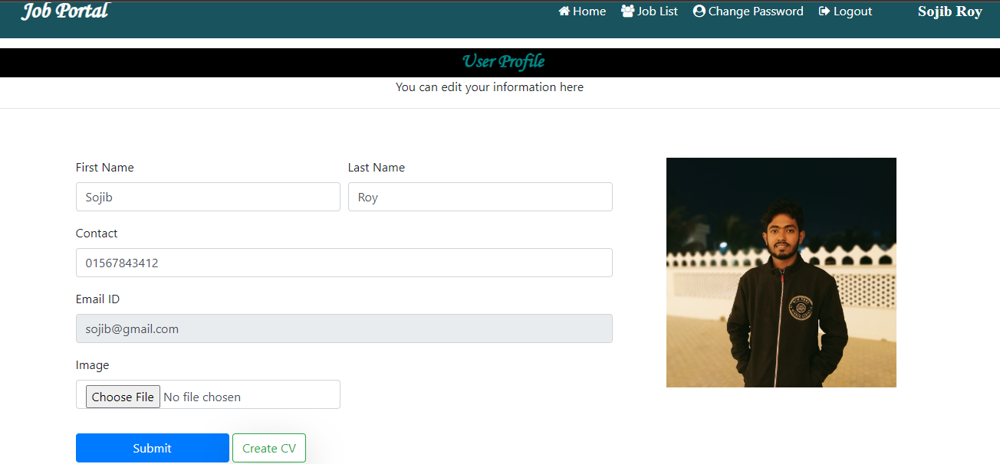 Job Portal
Home Job List Change Password Logout Sojib Roy
User Profile
You can edit your information here
First Name Last Name
Sojib Roy
Contact
01567843412
Email ID
sojib@gmail.com
Image
Choose File No file chosen
Submit Create CV